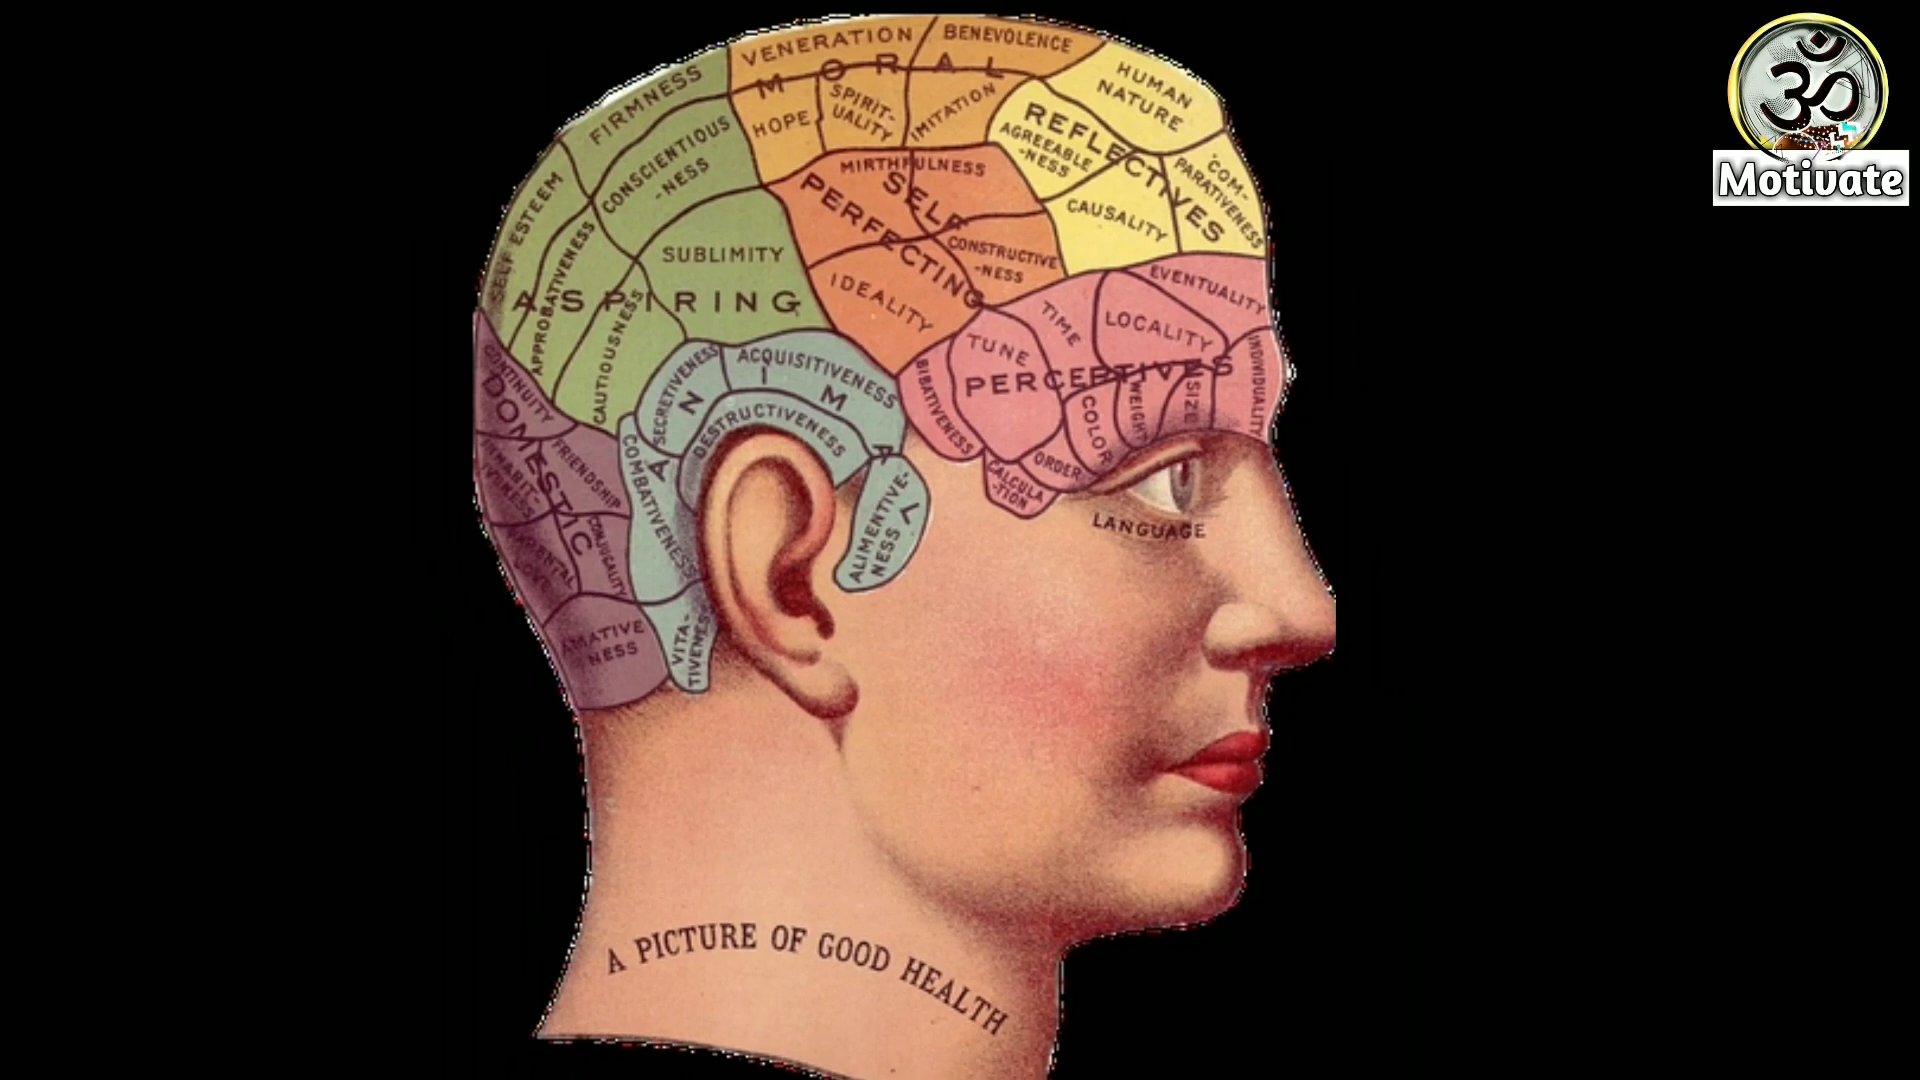 VENERATION
BENEVOLENCE
MORAL
HOPE
SPIRIT-
UALITY
IMITATION
FIRMNESS
CONSCIENTIOUS
-NESS
SELF ESTEEM
APPROBATIVENESS
CAUTIOUSNESS
SUBLIMITY
ASPIRING
HUMAN
NATURE
REFLECTIVES
AGREEABLE
-NESS
CAUSALITY
COM-
PARATIVENESS
MIRTHFULNESS
SELF
PERFECTING
CONSTRUCTIVE
-NESS
IDEALITY
EVENTUALITY
LOCALITY
TIME
TUNE
PERCEPTIVES
INDIVIDUALITY
BIBATIVENESS
COLOR
WEIGHT
SIZE
ORDER
CALCULA
-TION
LANGUAGE
ACQUISITIVENESS
SECRETIVENESS
DESTRUCTIVENESS
ANIMAL
COMBATIVENESS
ALIMENTIVE-
NESS
VITA-
TIVENESS
CONTINUITY
DOMESTIC
FRIENDSHIP
CONJUGALITY
AMATIVE
NESS
A PICTURE OF GOOD HEALTH
ॐ
Motivate